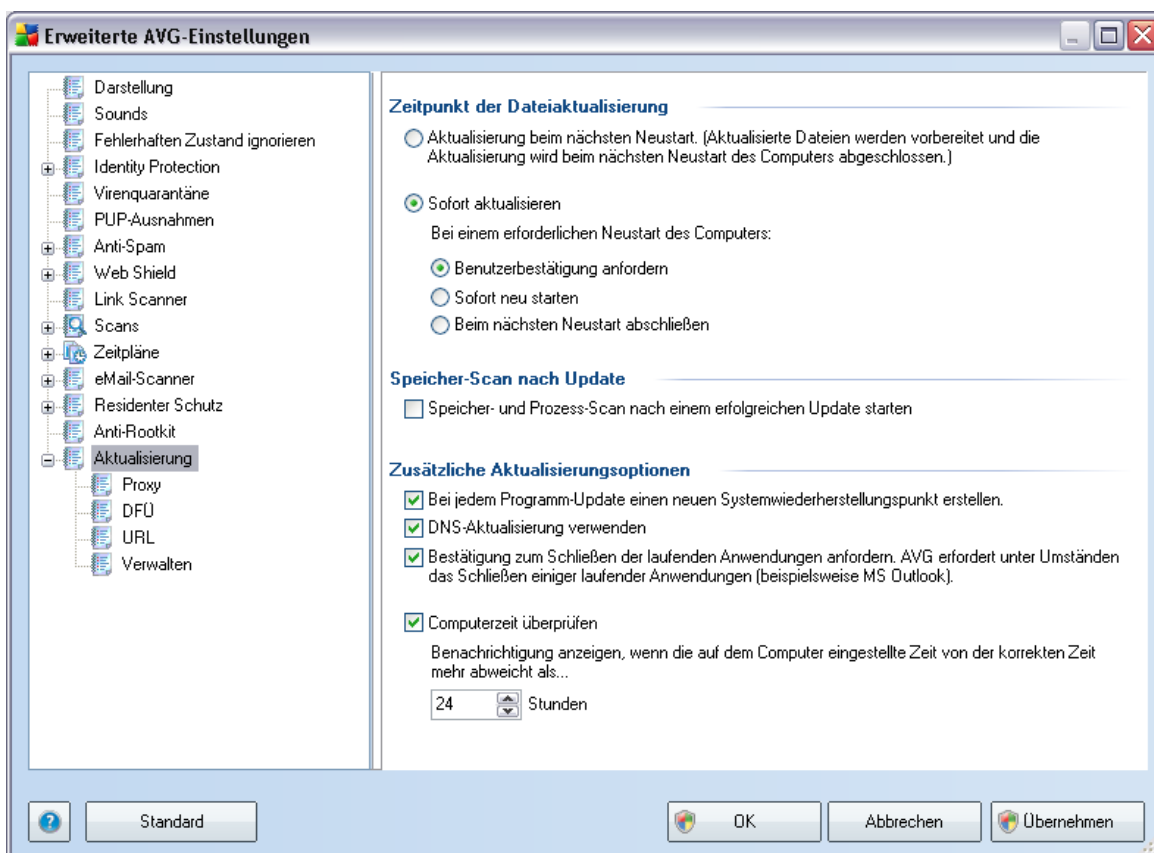 Erweiterte AVG-Einstellungen
Darstellung
Sounds
Fehlerhaften Zustand ignorieren
Identity Protection
Virenquarantäne
PUP-Ausnahmen
Anti-Spam
Web Shield
Link Scanner
Scans
Zeitpläne
eMail-Scanner
Residenter Schutz
Anti-Rootkit
Aktualisierung
Proxy
DFÜ
URL
Verwalten
Zeitpunkt der Dateiaktualisierung
Aktualisierung beim nächsten Neustart. (Aktualisierte Dateien werden vorbereitet und die
Aktualisierung wird beim nächsten Neustart des Computers abgeschlossen.)
Sofort aktualisieren
Bei einem erforderlichen Neustart des Computers:
Benutzerbestätigung anfordern
Sofort neu starten
Beim nächsten Neustart abschließen
Speicher-Scan nach Update
Speicher- und Prozess-Scan nach einem erfolgreichen Update starten
Zusätzliche Aktualisierungsoptionen
Bei jedem Programm-Update einen neuen Systemwiederherstellungspunkt erstellen.
DNS-Aktualisierung verwenden
Bestätigung zum Schließen der laufenden Anwendungen anfordern. AVG erfordert unter Umständen
das Schließen einiger laufender Anwendungen (beispielsweise MS Outlook).
Computerzeit überprüfen
Benachrichtigung anzeigen, wenn die auf dem Computer eingestellte Zeit von der korrekten Zeit
mehr abweicht als...
24 Stunden
? Standard OK Abbrechen Übernehmen